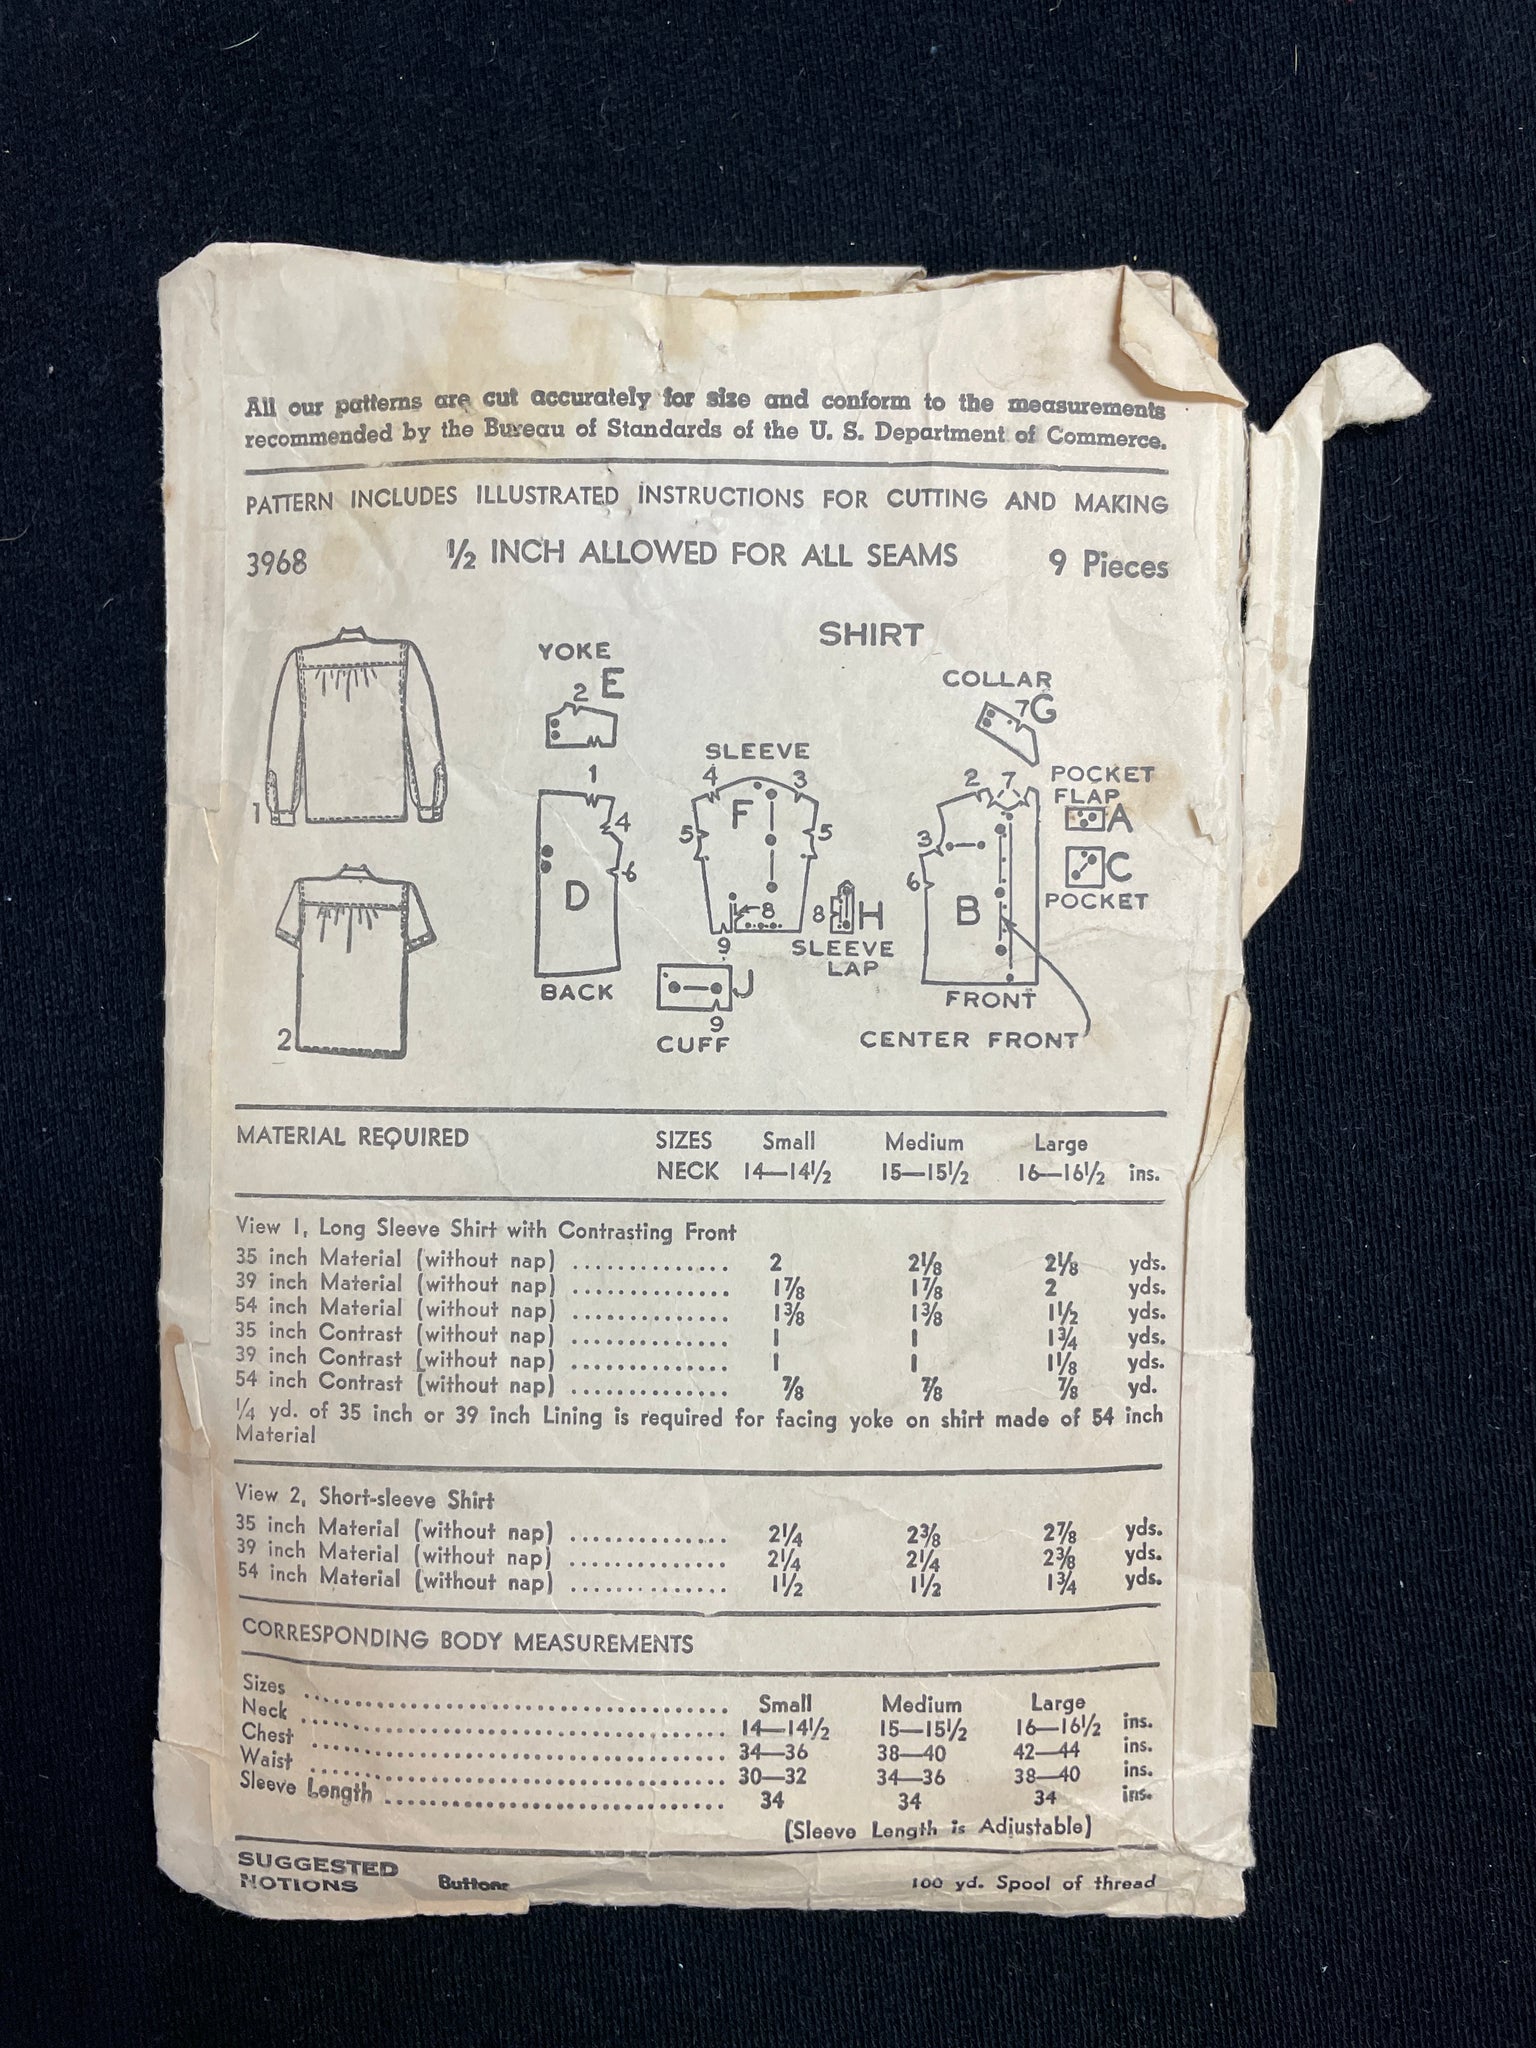 All our patterns are cut accurately for size and conform to the measurements
recommended by the Bureau of Standards of the U. S. Department of Commerce.
PATTERN INCLUDES ILLUSTRATED INSTRUCTIONS FOR CUTTING AND MAKING
3968 ½ INCH ALLOWED FOR ALL SEAMS 9 Pieces
SHIRT
1
2
YOKE
E
2
1
4
6
D
BACK
SLEEVE
4 3
F
5 5
8
9
8 H
SLEEVE
LAP
J
9
CUFF
COLLAR
7 G
2 7
3
6
B
FRONT
CENTER FRONT
POCKET
FLAP
A
C
POCKET
MATERIAL REQUIRED SIZES Small Medium Large
NECK 14—14½ 15—15½ 16—16½ ins.
View 1, Long Sleeve Shirt with Contrasting Front
35 inch Material (without nap) .............. 2 2⅛ 2⅛ yds.
39 inch Material (without nap) .............. 1⅞ 1⅞ 2 yds.
54 inch Material (without nap) .............. 1⅜ 1⅜ 1½ yds.
35 inch Contrast (without nap) .............. 1 1 1¾ yds.
39 inch Contrast (without nap) .............. 1 1 1⅛ yds.
54 inch Contrast (without nap) .............. ⅞ ⅞ ⅞ yd.
¼ yd. of 35 inch or 39 inch Lining is required for facing yoke on shirt made of 54 inch
Material
View 2, Short-sleeve Shirt
35 inch Material (without nap) .............. 2¼ 2⅜ 2⅞ yds.
39 inch Material (without nap) .............. 2¼ 2¼ 2⅜ yds.
54 inch Material (without nap) .............. 1½ 1½ 1¾ yds.
CORRESPONDING BODY MEASUREMENTS
Sizes .................................... Small Medium Large
Neck .................................... 14—14½ 15—15½ 16—16½ ins.
Chest .................................... 34—36 38—40 42—44 ins.
Waist .................................... 30—32 34—36 38—40 ins.
Sleeve Length ............................ 34 34 34 ins.
(Sleeve Length is Adjustable)
SUGGESTED
NOTIONS Buttons 100 yd. Spool of thread